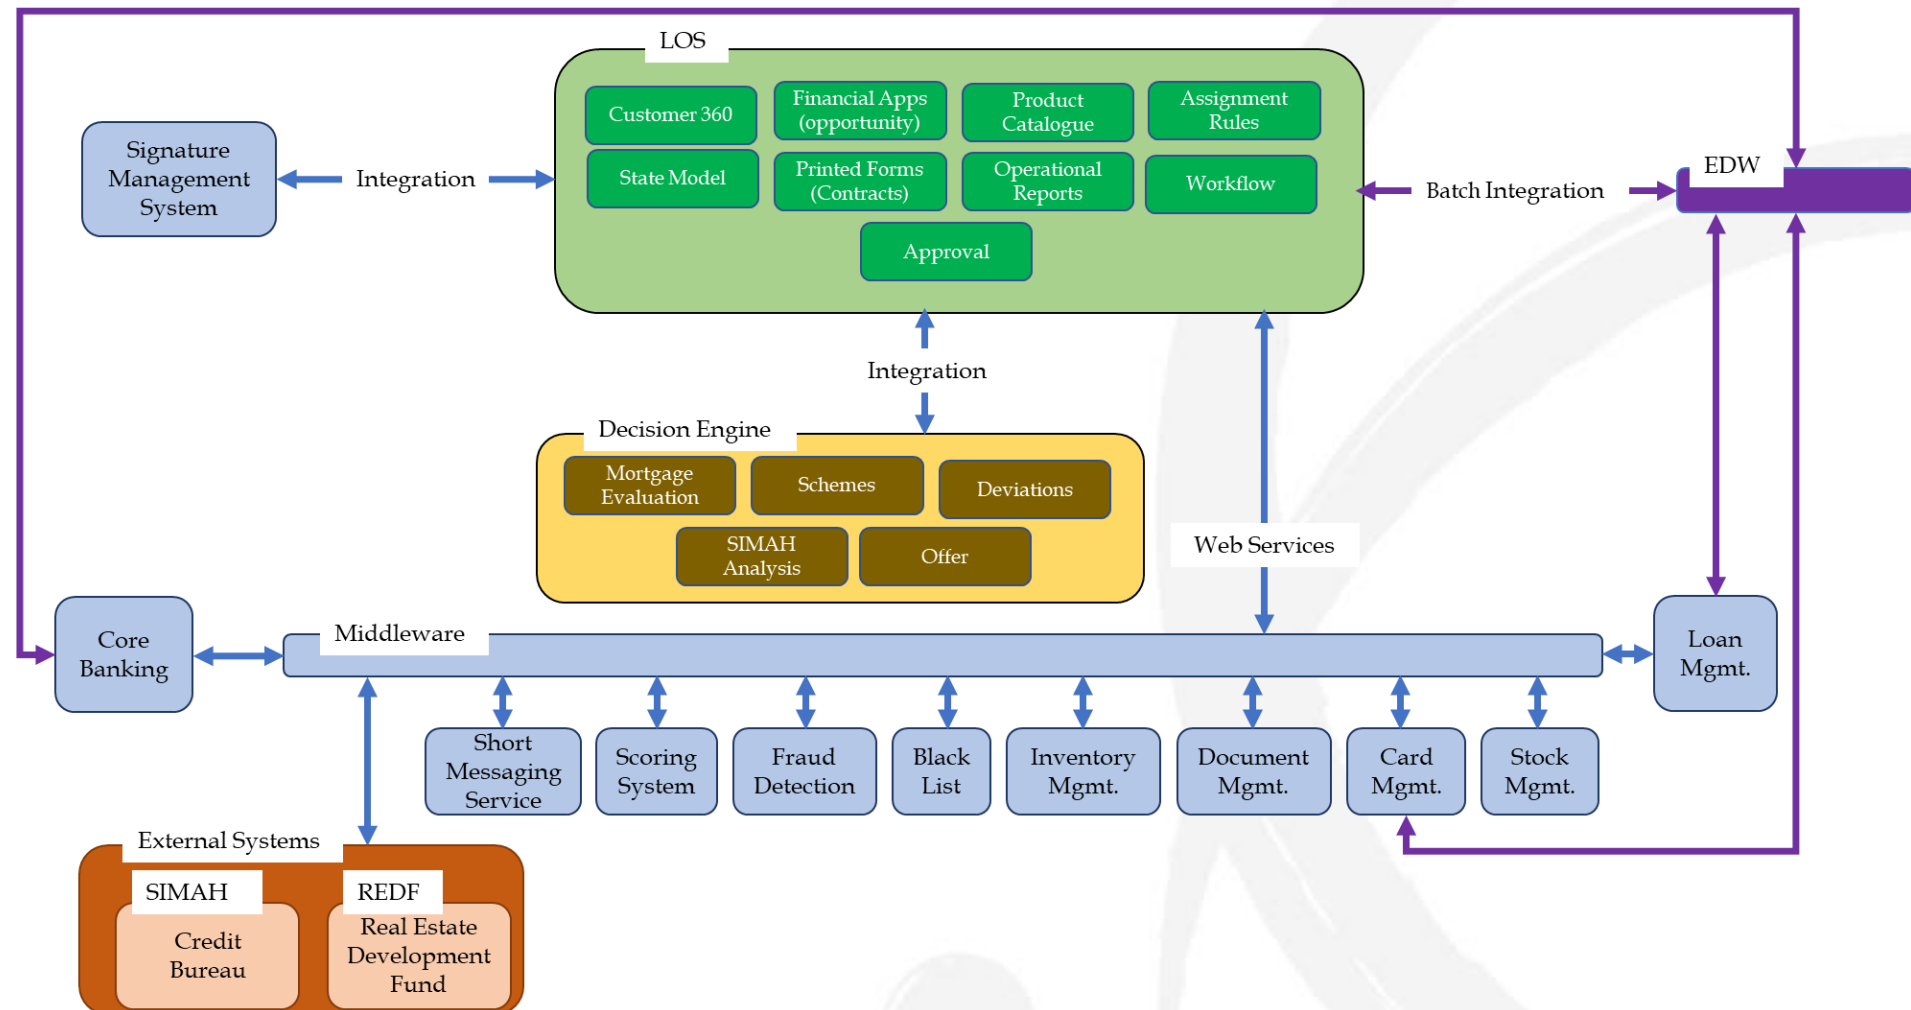 LOS
Customer 360
Financial Apps
(opportunity)
Product
Catalogue
Assignment
Rules
State Model
Printed Forms
(Contracts)
Operational
Reports
Workflow
Approval
Signature
Management
System
Integration
Batch Integration
EDW
Integration
Decision Engine
Mortgage
Evaluation
Schemes
Deviations
SIMAH
Analysis
Offer
Web Services
Core
Banking
Middleware
Loan
Mgmt.
Short
Messaging
Service
Scoring
System
Fraud
Detection
Black
List
Inventory
Mgmt.
Document
Mgmt.
Card
Mgmt.
Stock
Mgmt.
External Systems
SIMAH
Credit
Bureau
REDF
Real Estate
Development
Fund